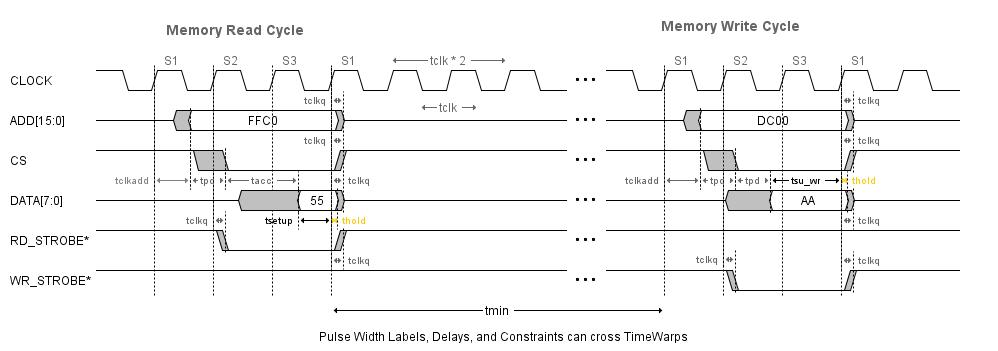 Memory Read Cycle
Memory Write Cycle
S1 S2 S3 S1 tclk * 2 S1 S2 S3 S1
CLOCK
tclkq tclk tclkq
ADD[15:0] FFC0 DC00
tclkq tclkq
CS
tclkadd tpd tacc tclkadd tpd tpd tsu_wr thold
DATA[7:0] 55 AA
tclkq tsetup thold tclkq
RD_STROBE*
tclkq tclkq tclkq
WR_STROBE*
tmin
Pulse Width Labels, Delays, and Constraints can cross TimeWarps